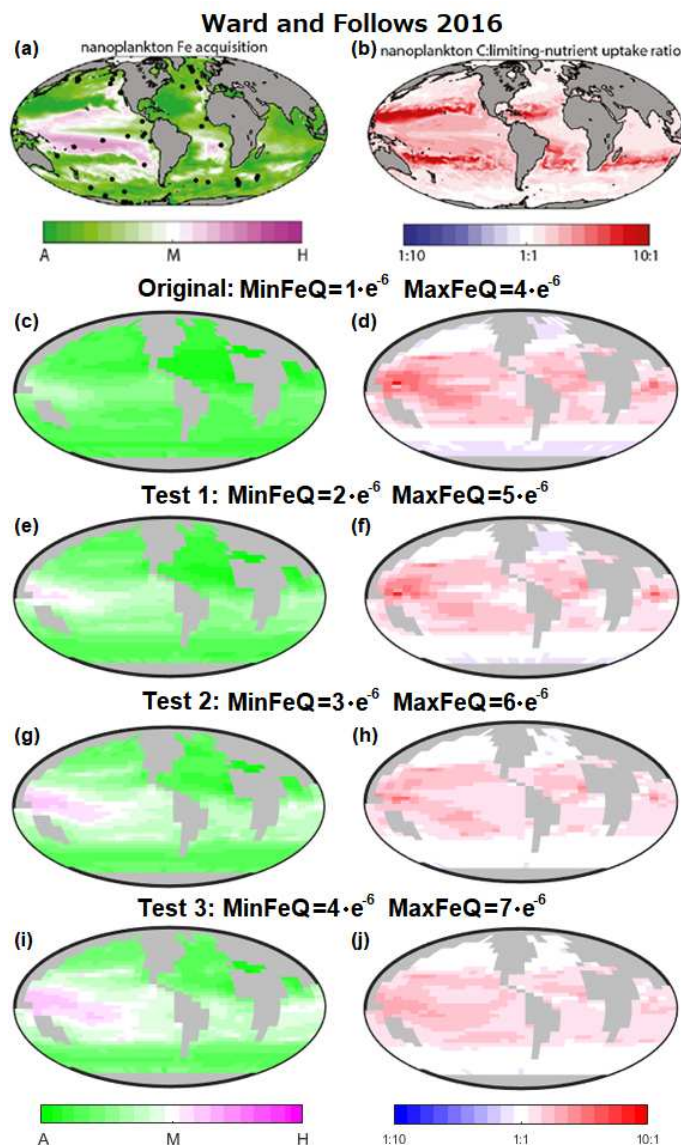 Ward and Follows 2016
(a) nanoplankton Fe acquisition (b) nanoplankton C:limiting-nutrient uptake ratio
A M H 1:10 1:1 10:1
Original: MinFeQ=1·e-6 MaxFeQ=4·e-6
(c) (d)
Test 1: MinFeQ=2·e-6 MaxFeQ=5·e-6
(e) (f)
Test 2: MinFeQ=3·e-6 MaxFeQ=6·e-6
(g) (h)
Test 3: MinFeQ=4·e-6 MaxFeQ=7·e-6
(i) (j)
A M H 1:10 1:1 10:1